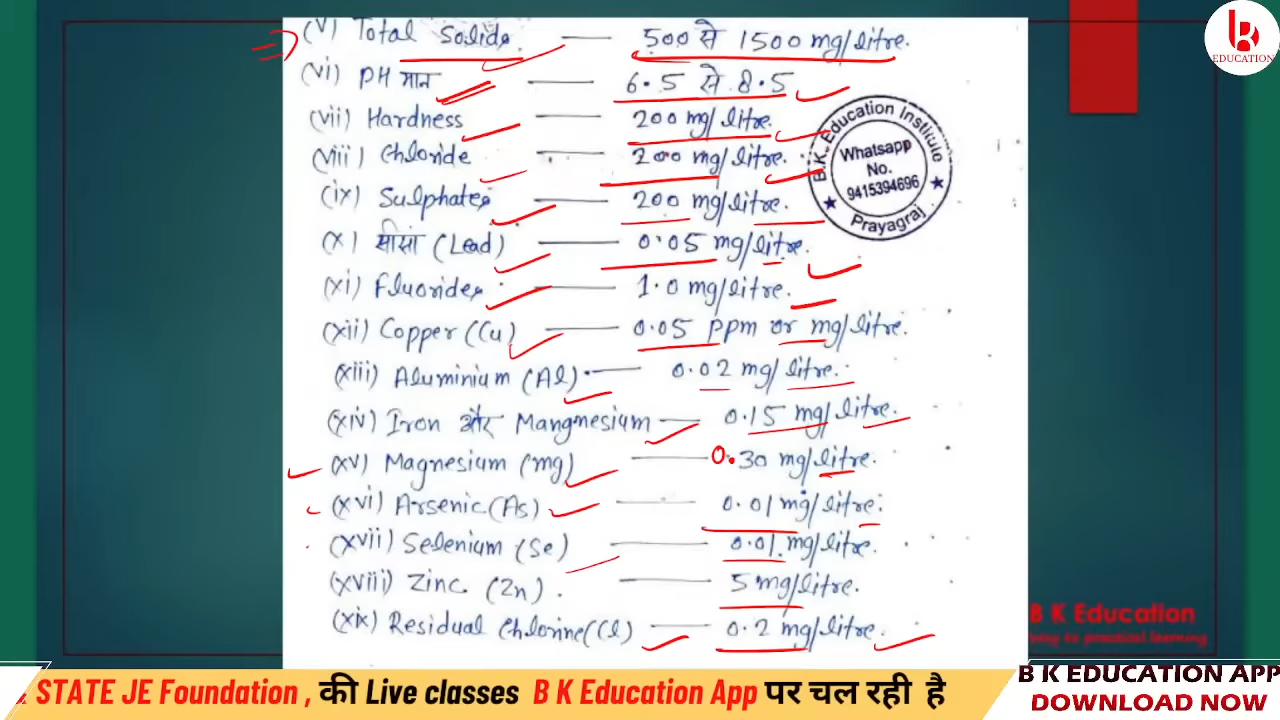 (v) Total Solids — 500 से 1500 mg/litre.
(vi) PH मान — 6.5 से 8.5
(vii) Hardness — 200 mg/litre.
(viii) Chloride — 200 mg/litre.
(ix) Sulphates — 200 mg/litre.
(x) सीसा (Lead) — 0.05 mg/litre.
(xi) Fluorides — 1.0 mg/litre.
(xii) Copper (Cu) — 0.05 ppm or mg/litre.
(xiii) Aluminium (Al) — 0.02 mg/litre.
(xiv) Iron और Mangnesium — 0.15 mg/litre.
(xv) Magnesium (mg) — 0.30 mg/litre.
(xvi) Arsenic (As) — 0.01 mg/litre.
(xvii) Selenium (Se) — 0.01 mg/litre.
(xviii) Zinc (Zn). — 5 mg/litre.
(xix) Residual Chlorine (Cl) — 0.2 mg/litre.
B.K. Education Institute
Whatsapp
No.
9415394696
Prayagraj
EDUCATION
B K Education
to practical learning
STATE JE Foundation , की Live classes B K Education App पर चल रही है
B K EDUCATION APP
DOWNLOAD NOW